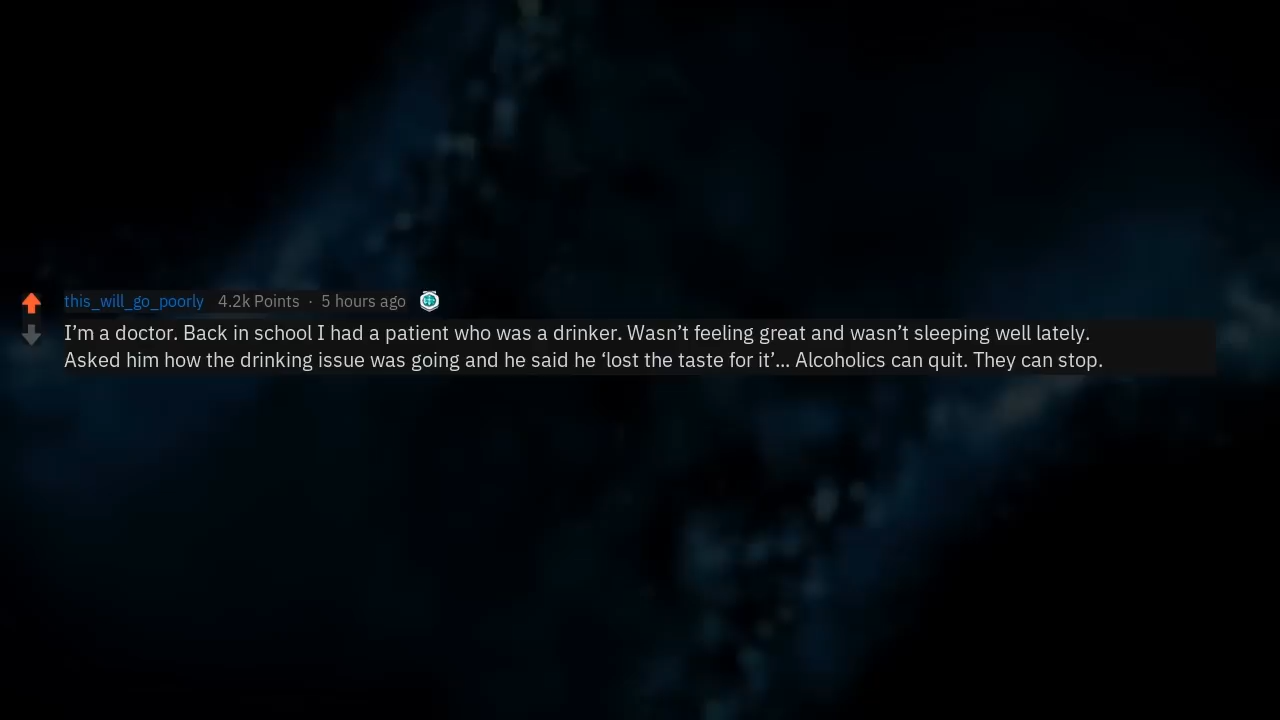 this_will_go_poorly 4.2k Points · 5 hours ago
I’m a doctor. Back in school I had a patient who was a drinker. Wasn’t feeling great and wasn’t sleeping well lately.
Asked him how the drinking issue was going and he said he ‘lost the taste for it’... Alcoholics can quit. They can stop.